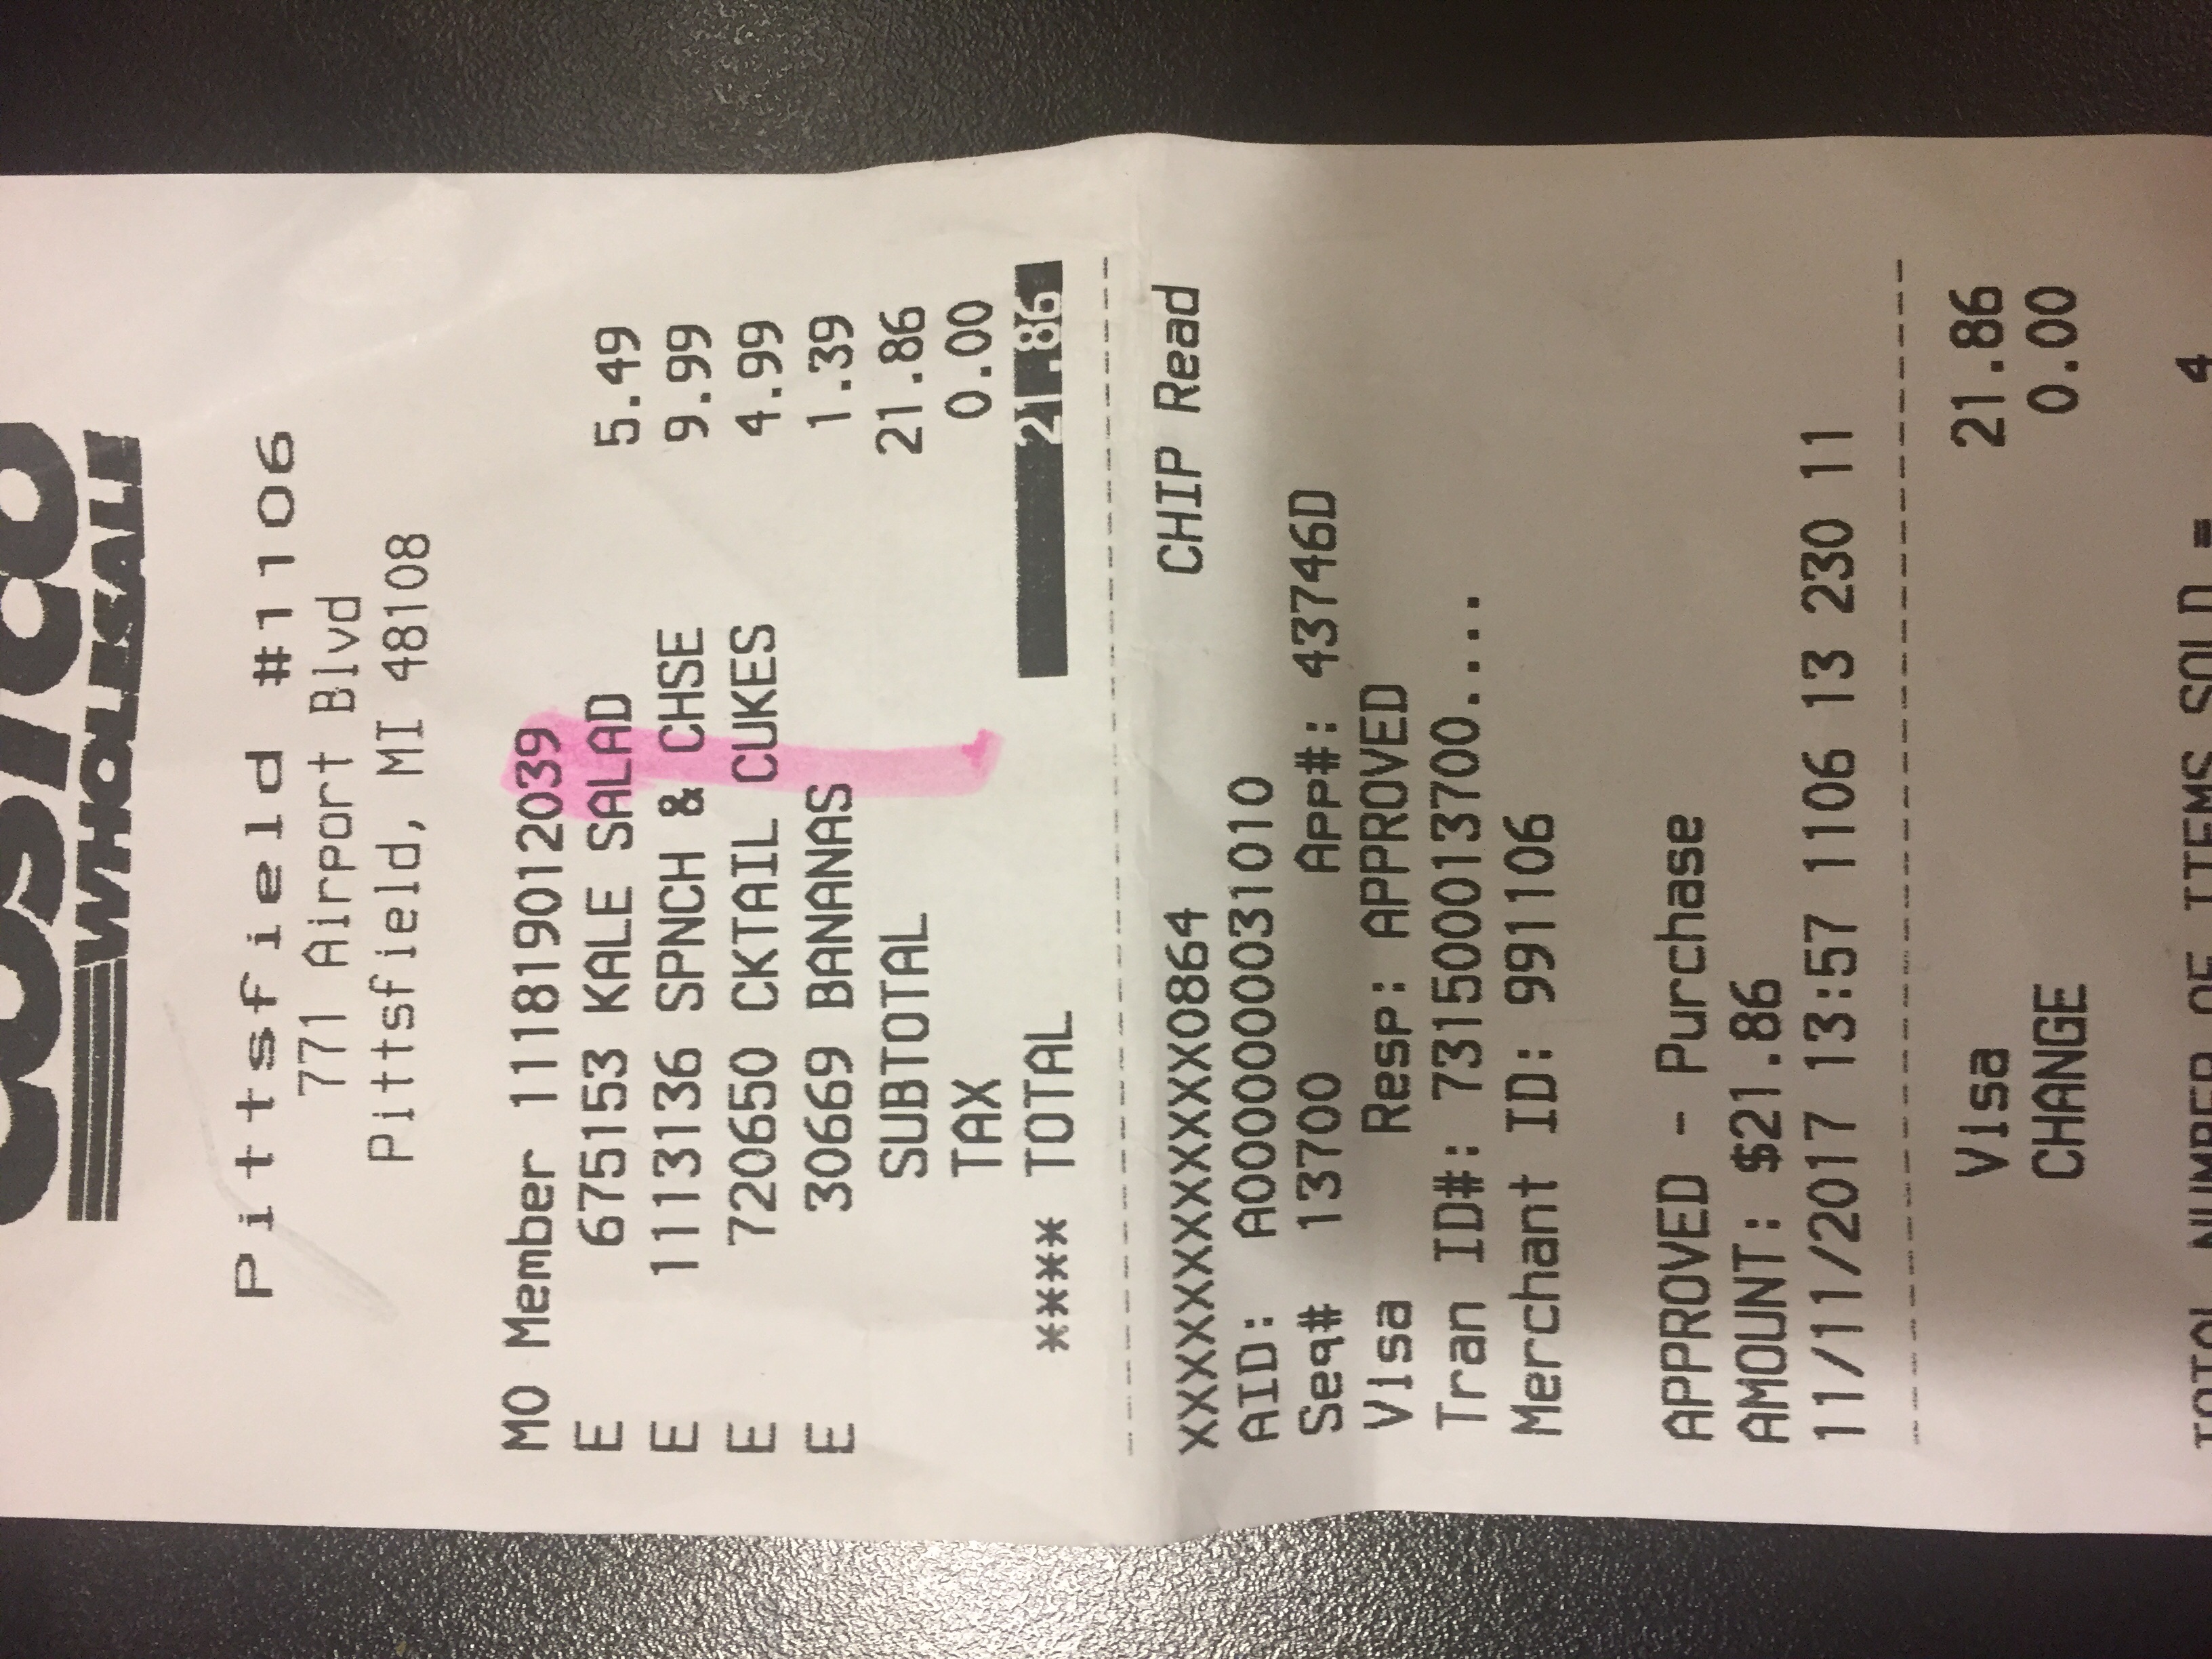 COSTCO
WHOLESALE
Pittsfield #1106
771 Airport Blvd
Pittsfield, MI 48108
MO Member 111819012039
E 675153 KALE SALAD 5.49
E 1113136 SPNCH & CHSE 9.99
E 720650 CKTAIL CUKES 4.99
E 30669 BANANAS 1.39
SUBTOTAL 21.86
TAX 0.00
**** TOTAL 21.86
XXXXXXXXXXXX0864 CHIP Read
AID: A0000000031010
Seq# 13700 App#: 43746D
Visa Resp: APPROVED
Tran ID#: 731500013700....
Merchant ID: 991106
APPROVED - Purchase
AMOUNT: $21.86
11/11/2017 13:57 1106 13 230 11
Visa 21.86
CHANGE 0.00
TOTAL NUMBER OF ITEMS SOLD = 4